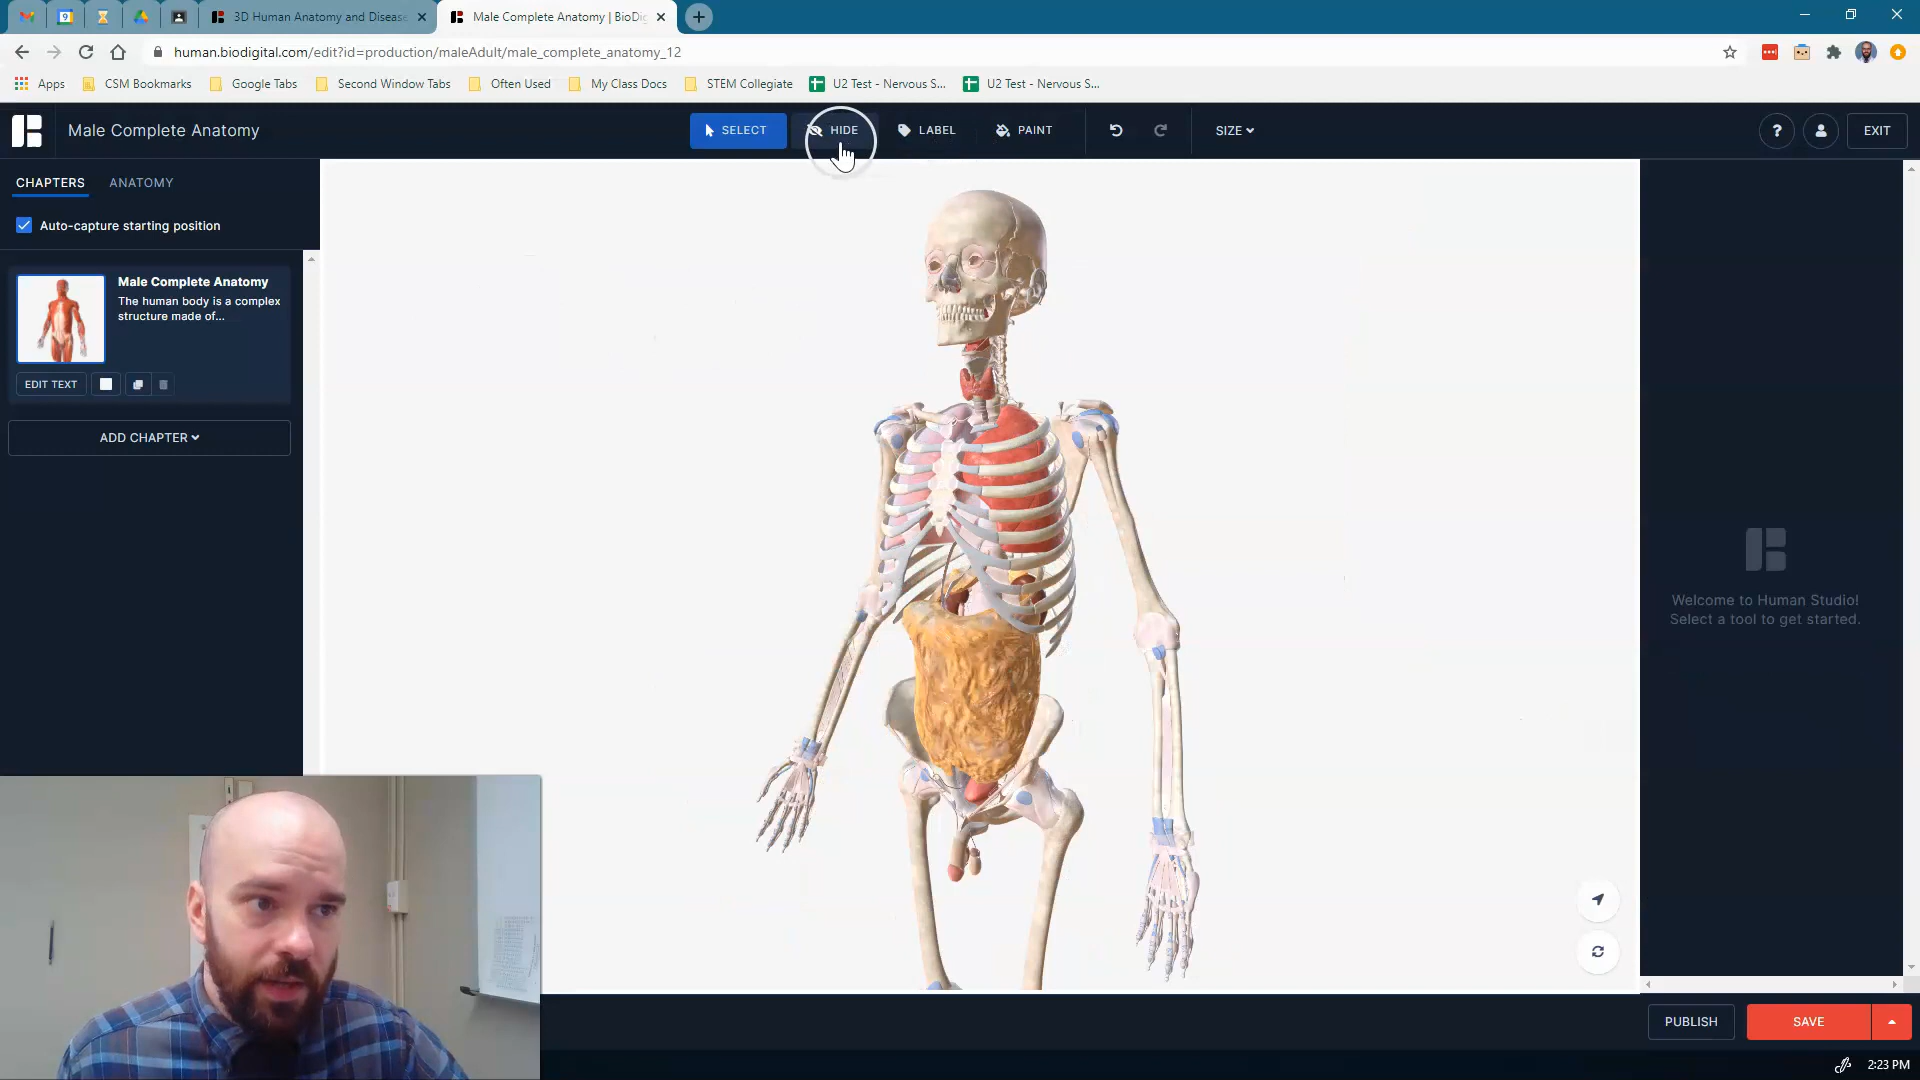 3D Human Anatomy and Disease
Male Complete Anatomy | BioDig
human.biodigital.com/edit?id=production/maleAdult/male_complete_anatomy_12
Apps
CSM Bookmarks
Google Tabs
Second Window Tabs
Often Used
My Class Docs
STEM Collegiate
U2 Test - Nervous S...
U2 Test - Nervous S...
Male Complete Anatomy
SELECT
HIDE
LABEL
PAINT
SIZE
?
EXIT
CHAPTERS
ANATOMY
Auto-capture starting position
Male Complete Anatomy
The human body is a complex
structure made of...
EDIT TEXT
ADD CHAPTER
Welcome to Human Studio!
Select a tool to get started.
PUBLISH
SAVE
2:23 PM